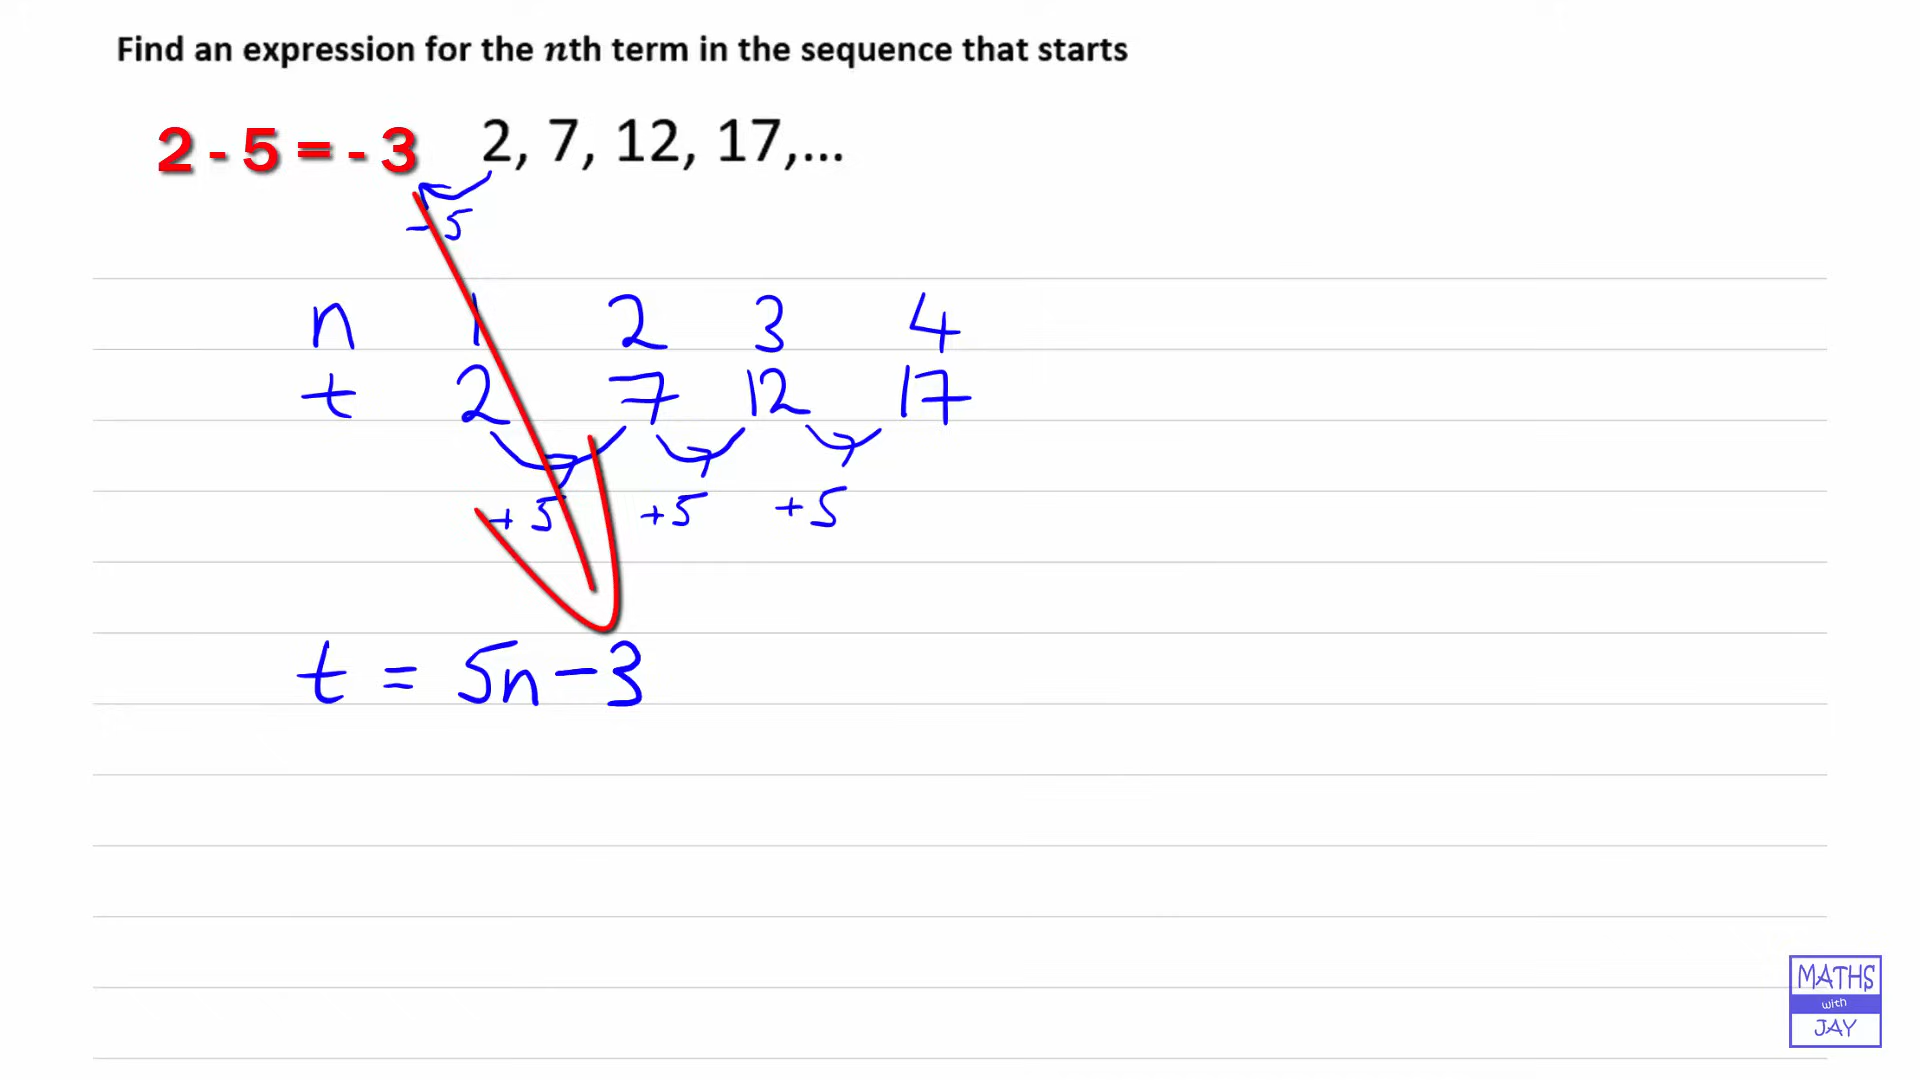 Find an expression for the nth term in the sequence that starts
2 - 5 = - 3 2, 7, 12, 17,...
-5
n 1 2 3 4
t 2 7 12 17
+5 +5 +5
t = 5n-3
MATHS
with
JAY